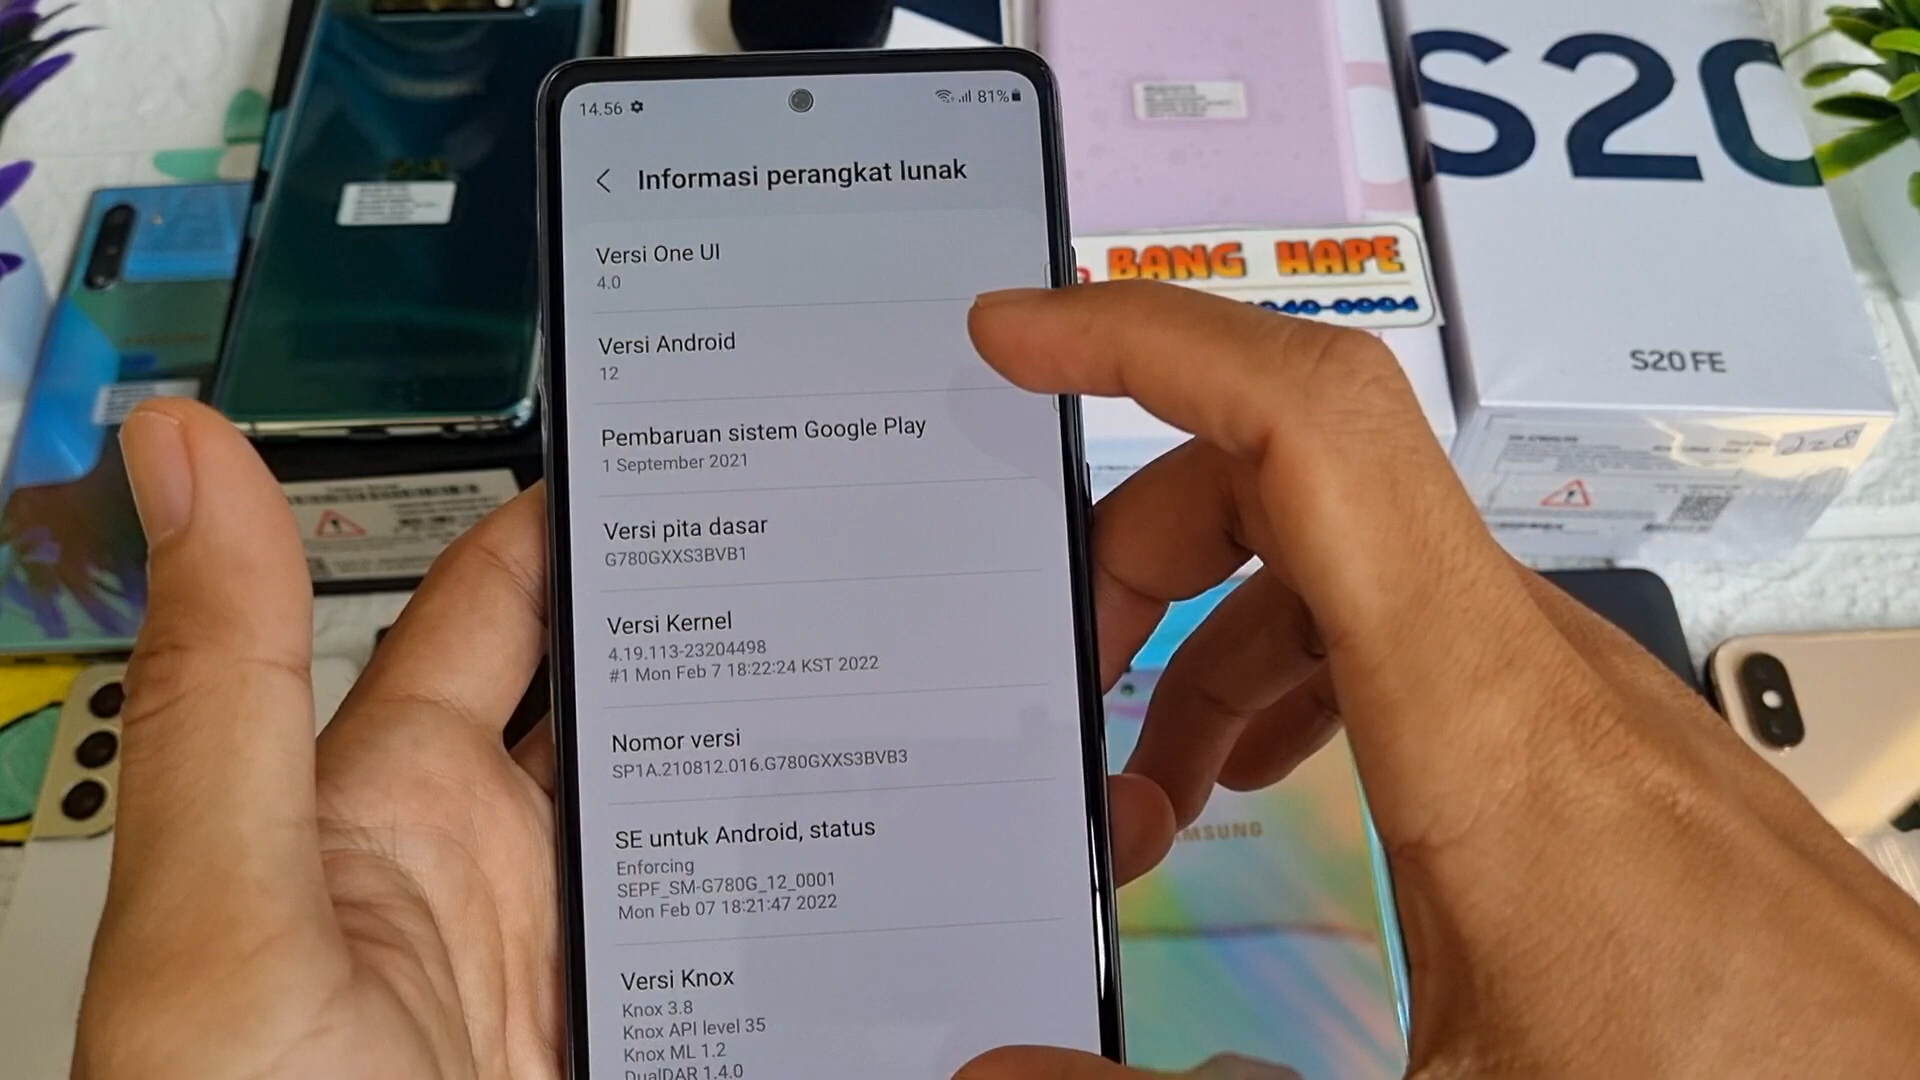 S20
14.56
81%
Informasi perangkat lunak
Versi One UI
4.0
BANG HAPE
Versi Android
12
S20 FE
Pembaruan sistem Google Play
1 September 2021
Versi pita dasar
G780GXXS3BVB1
Versi Kernel
4.19.113-23204498
#1 Mon Feb 7 18:22:24 KST 2022
Nomor versi
SP1A.210812.016.G780GXXS3BVB3
SE untuk Android, status
Enforcing
SEPF_SM-G780G_12_0001
Mon Feb 07 18:21:47 2022
Versi Knox
Knox 3.8
Knox API level 35
Knox ML 1.2
DualDAR 1.4.0